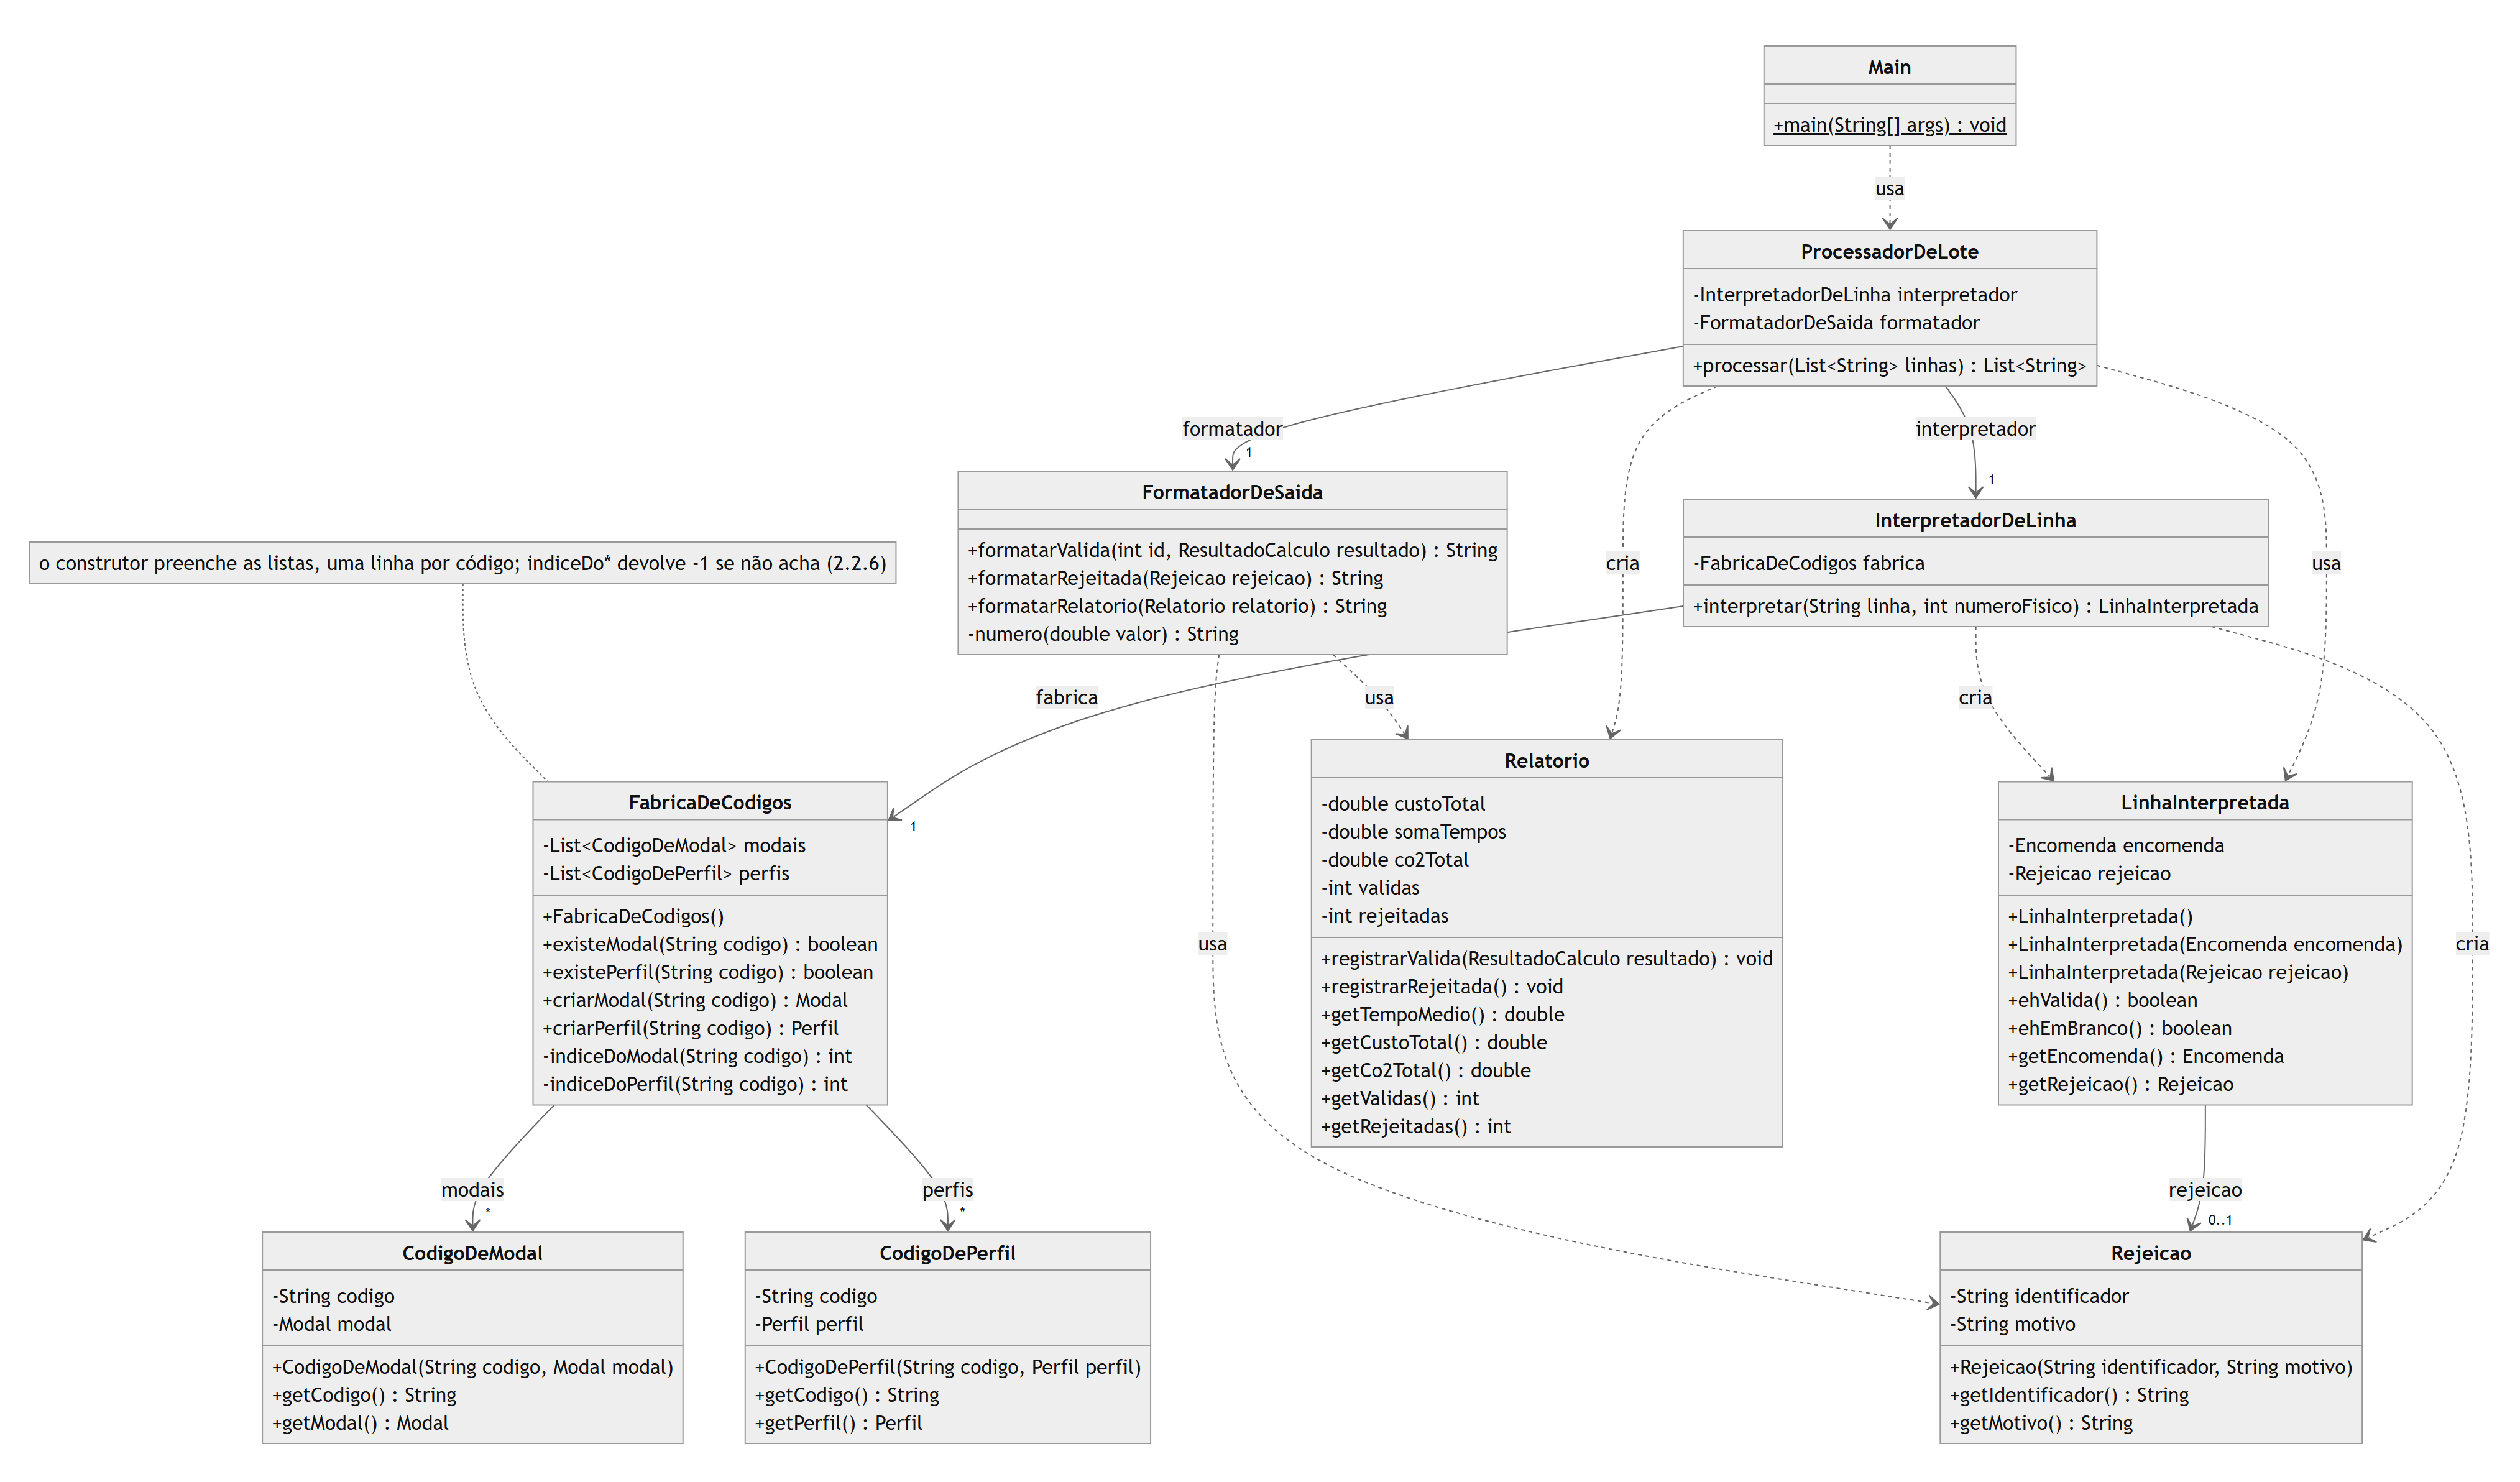 Main
+main(String[] args) : void
usa
ProcessadorDeLote
-InterpretadorDeLinha interpretador
-FormatadorDeSaida formatador
+processar(List<String> linhas) : List<String>
formatador
1
interpretador
1
cria
usa
FormatadorDeSaida
+formatarValida(int id, ResultadoCalculo resultado) : String
+formatarRejeitada(Rejeicao rejeicao) : String
+formatarRelatorio(Relatorio relatorio) : String
-numero(double valor) : String
InterpretadorDeLinha
-FabricaDeCodigos fabrica
+interpretar(String linha, int numeroFisico) : LinhaInterpretada
o construtor preenche as listas, uma linha por código; indiceDo* devolve -1 se não acha (2.2.6)
fabrica
1
usa
cria
usa
cria
FabricaDeCodigos
-List<CodigoDeModal> modais
-List<CodigoDePerfil> perfis
+FabricaDeCodigos()
+existeModal(String codigo) : boolean
+existePerfil(String codigo) : boolean
+criarModal(String codigo) : Modal
+criarPerfil(String codigo) : Perfil
-indiceDoModal(String codigo) : int
-indiceDoPerfil(String codigo) : int
Relatorio
-double custoTotal
-double somaTempos
-double co2Total
-int validas
-int rejeitadas
+registrarValida(ResultadoCalculo resultado) : void
+registrarRejeitada() : void
+getTempoMedio() : double
+getCustoTotal() : double
+getCo2Total() : double
+getValidas() : int
+getRejeitadas() : int
LinhaInterpretada
-Encomenda encomenda
-Rejeicao rejeicao
+LinhaInterpretada()
+LinhaInterpretada(Encomenda encomenda)
+LinhaInterpretada(Rejeicao rejeicao)
+ehValida() : boolean
+ehEmBranco() : boolean
+getEncomenda() : Encomenda
+getRejeicao() : Rejeicao
modais
*
perfis
*
rejeicao
0..1
CodigoDeModal
-String codigo
-Modal modal
+CodigoDeModal(String codigo, Modal modal)
+getCodigo() : String
+getModal() : Modal
CodigoDePerfil
-String codigo
-Perfil perfil
+CodigoDePerfil(String codigo, Perfil perfil)
+getCodigo() : String
+getPerfil() : Perfil
Rejeicao
-String identificador
-String motivo
+Rejeicao(String identificador, String motivo)
+getIdentificador() : String
+getMotivo() : String